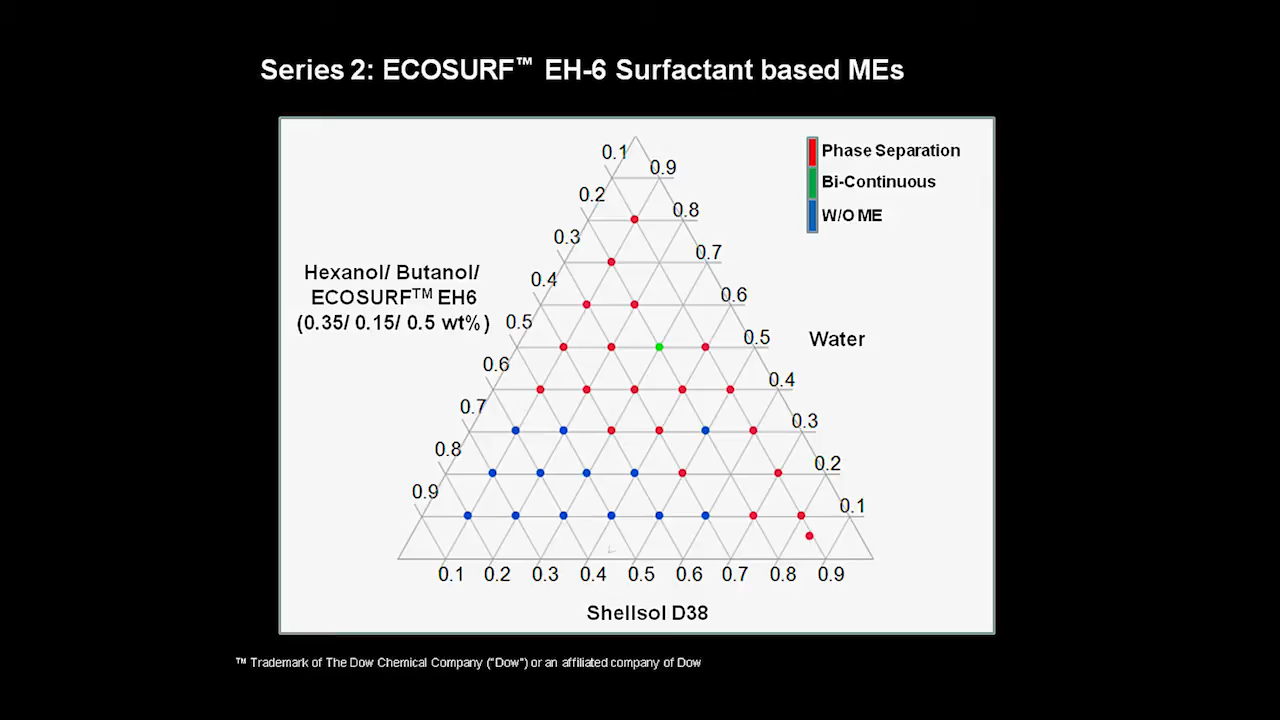 Series 2: ECOSURF™ EH-6 Surfactant based MEs
Phase Separation
Bi-Continuous
W/O ME
Hexanol/ Butanol/
ECOSURF™ EH6
(0.35/ 0.15/ 0.5 wt%)
0.1
0.2
0.3
0.4
0.5
0.6
0.7
0.8
0.9
0.9
0.8
0.7
0.6
0.5
0.4
0.3
0.2
0.1
Water
0.1 0.2 0.3 0.4 0.5 0.6 0.7 0.8 0.9
Shellsol D38
™ Trademark of The Dow Chemical Company ("Dow") or an affiliated company of Dow